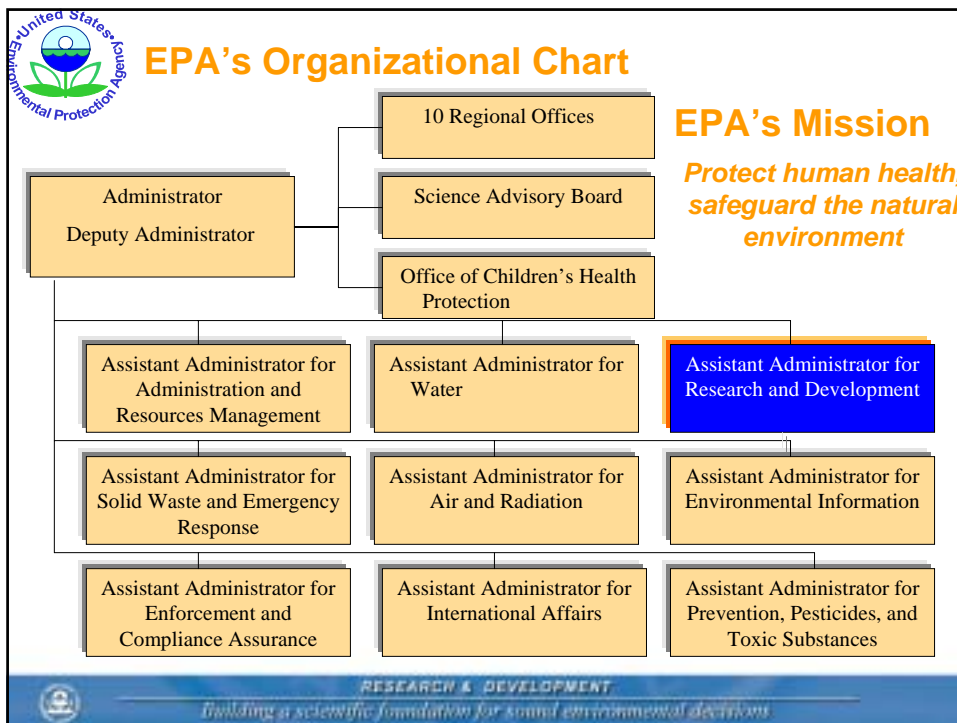 United States
Environmental Protection Agency
EPA’s Organizational Chart
10 Regional Offices
EPA’s Mission
Protect human health,
safeguard the natural
environment
Administrator
Deputy Administrator
Science Advisory Board
Office of Children’s Health
Protection
Assistant Administrator for
Administration and
Resources Management
Assistant Administrator for
Water
Assistant Administrator for
Research and Development
Assistant Administrator for
Solid Waste and Emergency
Response
Assistant Administrator for
Air and Radiation
Assistant Administrator for
Environmental Information
Assistant Administrator for
Enforcement and
Compliance Assurance
Assistant Administrator for
International Affairs
Assistant Administrator for
Prevention, Pesticides, and
Toxic Substances
RESEARCH & DEVELOPMENT
Building a scientific foundation for sound environmental decisions